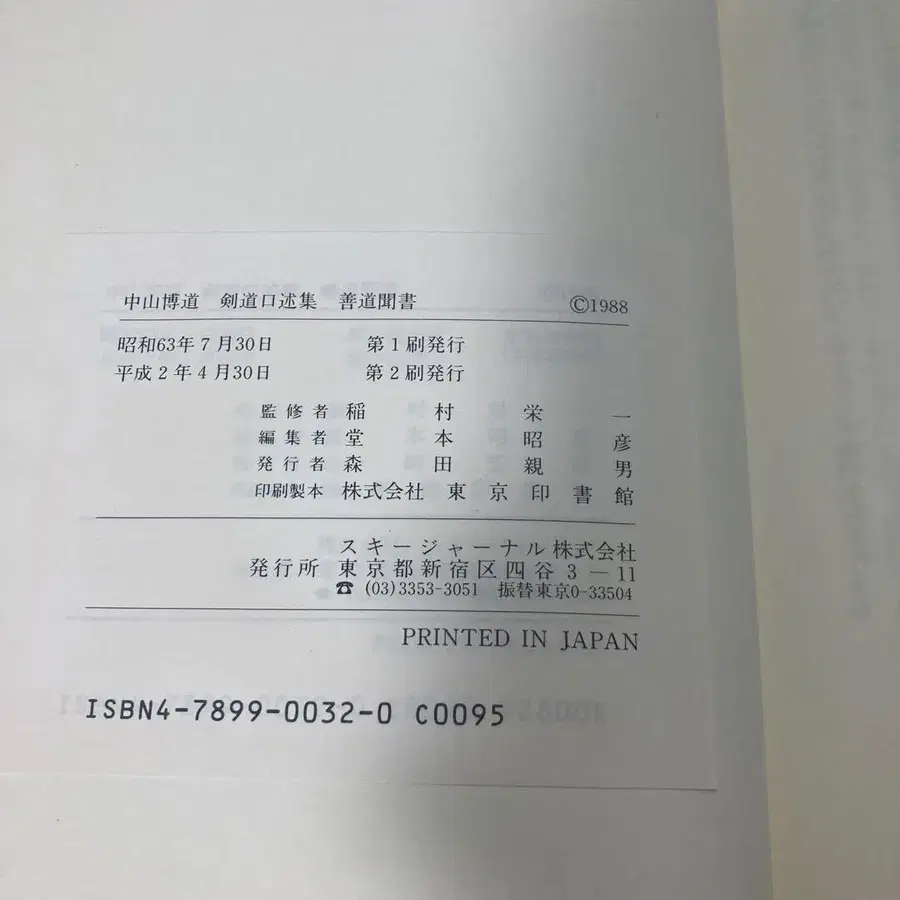 中山博道 剣道口述集 善道聞書 ©1988
昭和63年7月30日 第1刷発行
平成2年4月30日 第2刷発行
監修者 稲村栄一
編集者 堂本昭彦
発行者 森田親男
印刷製本 株式会社 東京印書館
スキージャーナル株式会社
発行所 東京都新宿区四谷3―11
☎ (03)3353-3051 振替東京0-33504
PRINTED IN JAPAN
ISBN4-7899-0032-0 C0095